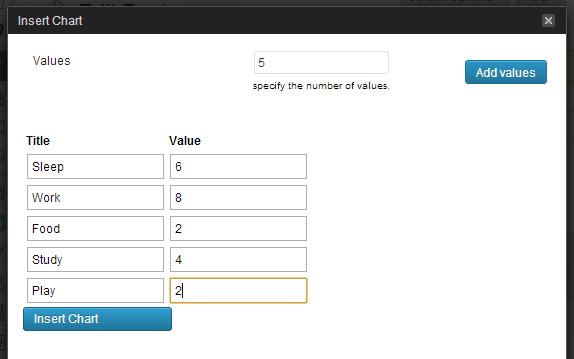 Insert Chart
Values 5
specify the number of values.
Add values
Title Value
Sleep 6
Work 8
Food 2
Study 4
Play 2
Insert Chart